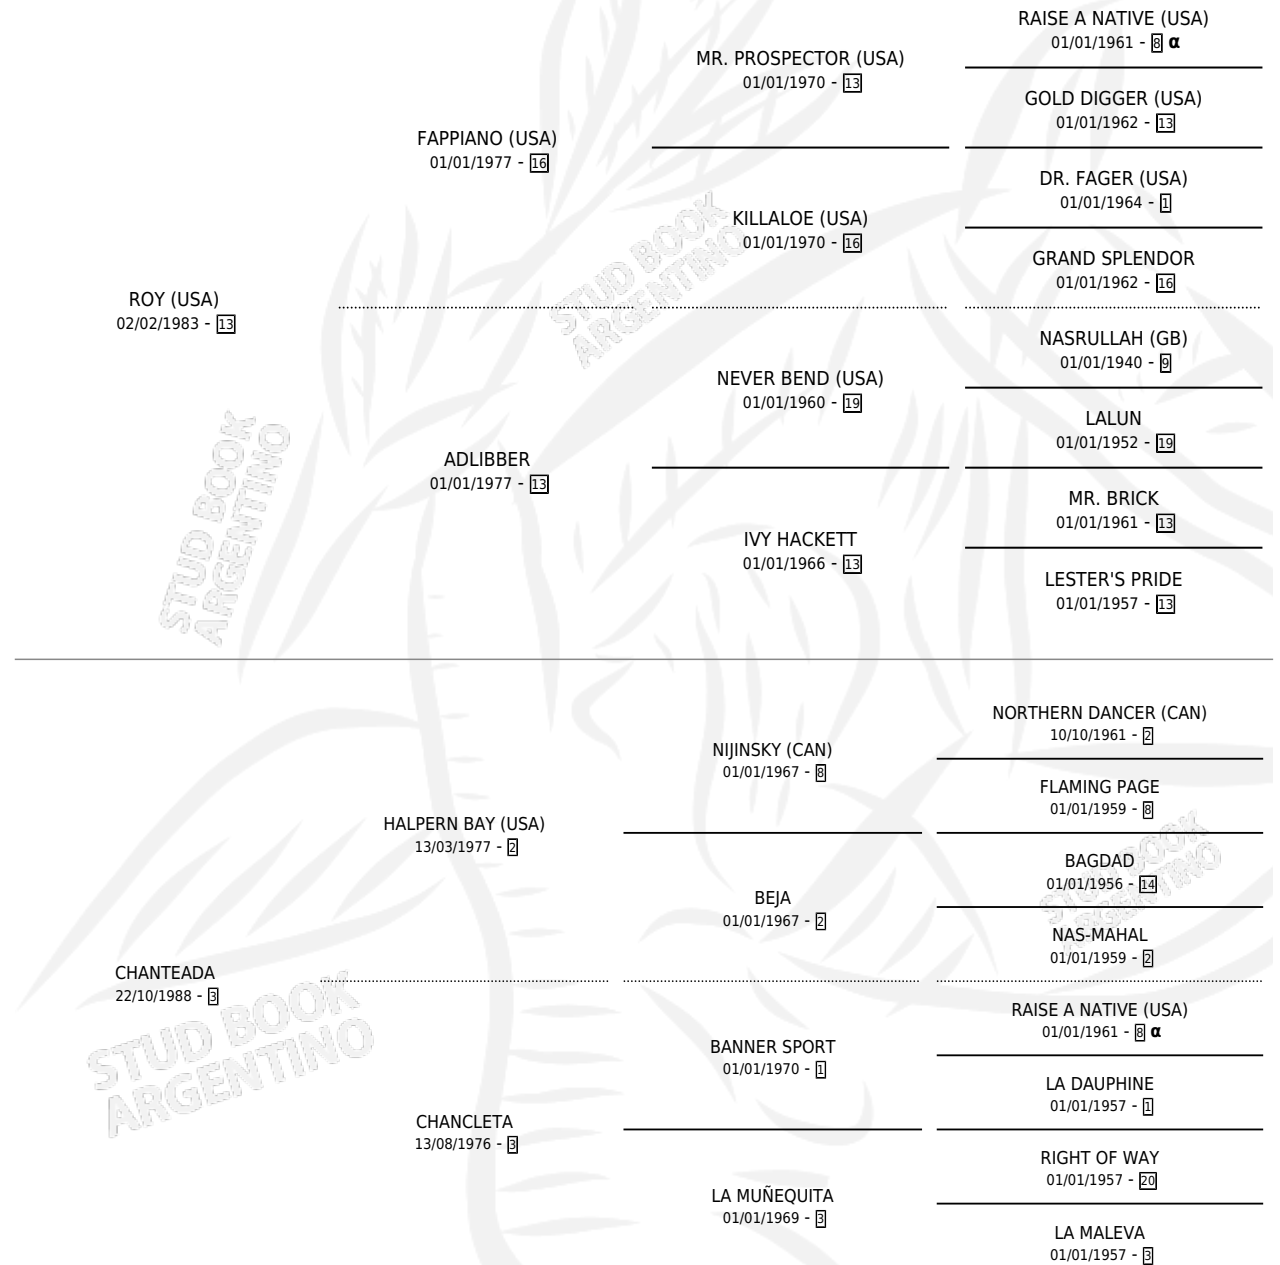 RAISE A NATIVE (USA)
01/01/1961 - 8 α
MR. PROSPECTOR (USA)
01/01/1970 - 13
GOLD DIGGER (USA)
01/01/1962 - 13
FAPPIANO (USA)
01/01/1977 - 16
DR. FAGER (USA)
01/01/1964 - 1
KILLALOE (USA)
01/01/1970 - 16
GRAND SPLENDOR
01/01/1962 - 16
ROY (USA)
02/02/1983 - 13
NASRULLAH (GB)
01/01/1940 - 9
NEVER BEND (USA)
01/01/1960 - 19
LALUN
01/01/1952 - 19
ADLIBBER
01/01/1977 - 13
MR. BRICK
01/01/1961 - 13
IVY HACKETT
01/01/1966 - 13
LESTER'S PRIDE
01/01/1957 - 13
NORTHERN DANCER (CAN)
10/10/1961 - 2
NIJINSKY (CAN)
01/01/1967 - 8
FLAMING PAGE
01/01/1959 - 8
HALPERN BAY (USA)
13/03/1977 - 2
BAGDAD
01/01/1956 - 14
BEJA
01/01/1967 - 2
NAS-MAHAL
01/01/1959 - 2
CHANTEADA
22/10/1988 - 3
RAISE A NATIVE (USA)
01/01/1961 - 8 α
BANNER SPORT
01/01/1970 - 1
LA DAUPHINE
01/01/1957 - 1
CHANCLETA
13/08/1976 - 3
RIGHT OF WAY
01/01/1957 - 20
LA MUÑEQUITA
01/01/1969 - 3
LA MALEVA
01/01/1957 - 3
STUD BOOK
ARGENTINO
STUD BOOK
ARGENTINO
STUD BOOK
ARGENTINO
STUD BOOK
ARGENTINO